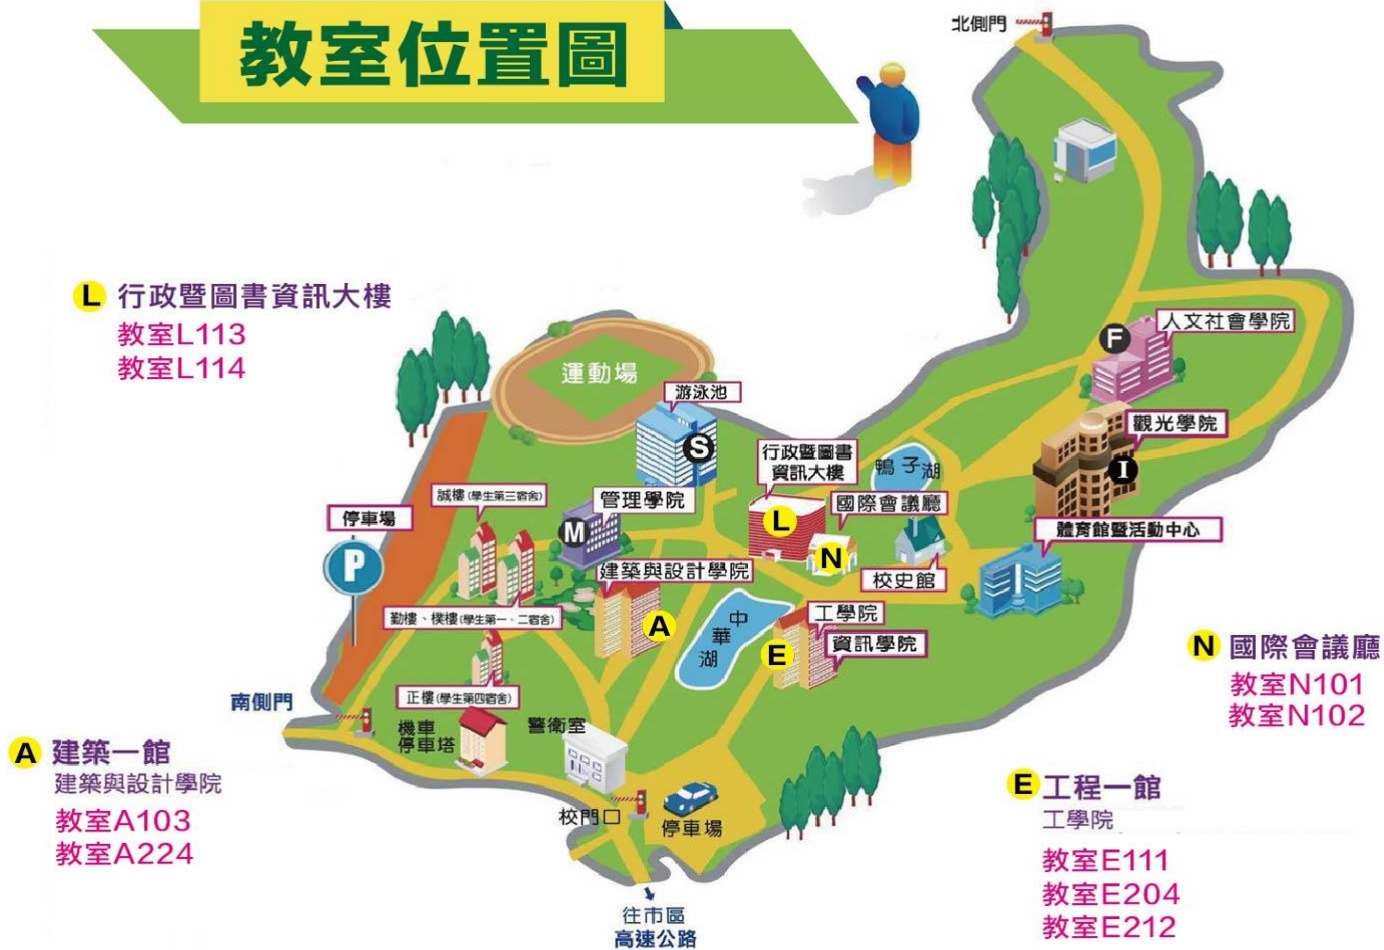 教室位置圖
北側門
L 行政暨圖書資訊大樓
教室L113
教室L114
F
人文社會學院
運動場
游泳池
S
觀光學院
I
行政暨圖書
資訊大樓
L
鴨子湖
國際會議廳
N
誠樓(學生第三宿舍)
管理學院
M
停車場
P
體育館暨活動中心
校史館
建築與設計學院
A
勤樓、樸樓(學生第一、二宿舍)
中華湖
工學院
E
資訊學院
N 國際會議廳
教室N101
教室N102
正樓(學生第四宿舍)
南側門
機車
停車塔
警衛室
A 建築一館
建築與設計學院
教室A103
教室A224
校門口
停車場
E 工程一館
工學院
教室E111
教室E204
教室E212
往市區
高速公路